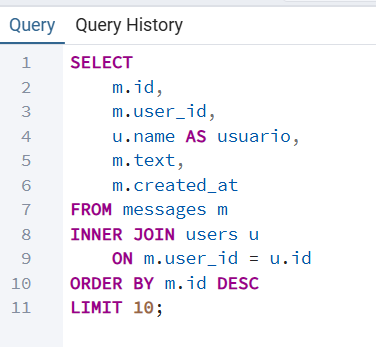 Query Query History
1 SELECT
2 m.id,
3 m.user_id,
4 u.name AS usuario,
5 m.text,
6 m.created_at
7 FROM messages m
8 INNER JOIN users u
9 ON m.user_id = u.id
10 ORDER BY m.id DESC
11 LIMIT 10;